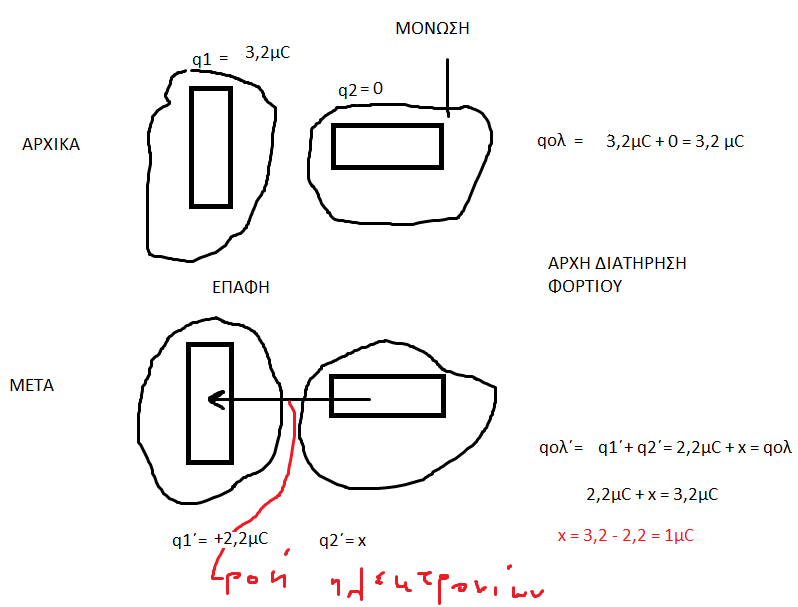 ΜΟΝΩΣΗ
q1 = 3,2μC
q2 = 0
ΑΡΧΙΚΑ
qολ = 3,2μC + 0 = 3,2 μC
ΑΡΧΗ ΔΙΑΤΗΡΗΣΗ
ΦΟΡΤΙΟΥ
ΕΠΑΦΗ
ΜΕΤΑ
qολ΄= q1΄+ q2΄= 2,2μC + x = qολ
2,2μC + x = 3,2μC
x = 3,2 - 2,2 = 1μC
q1΄= +2,2μC
q2΄= x
ροή ηλεκτρονίων